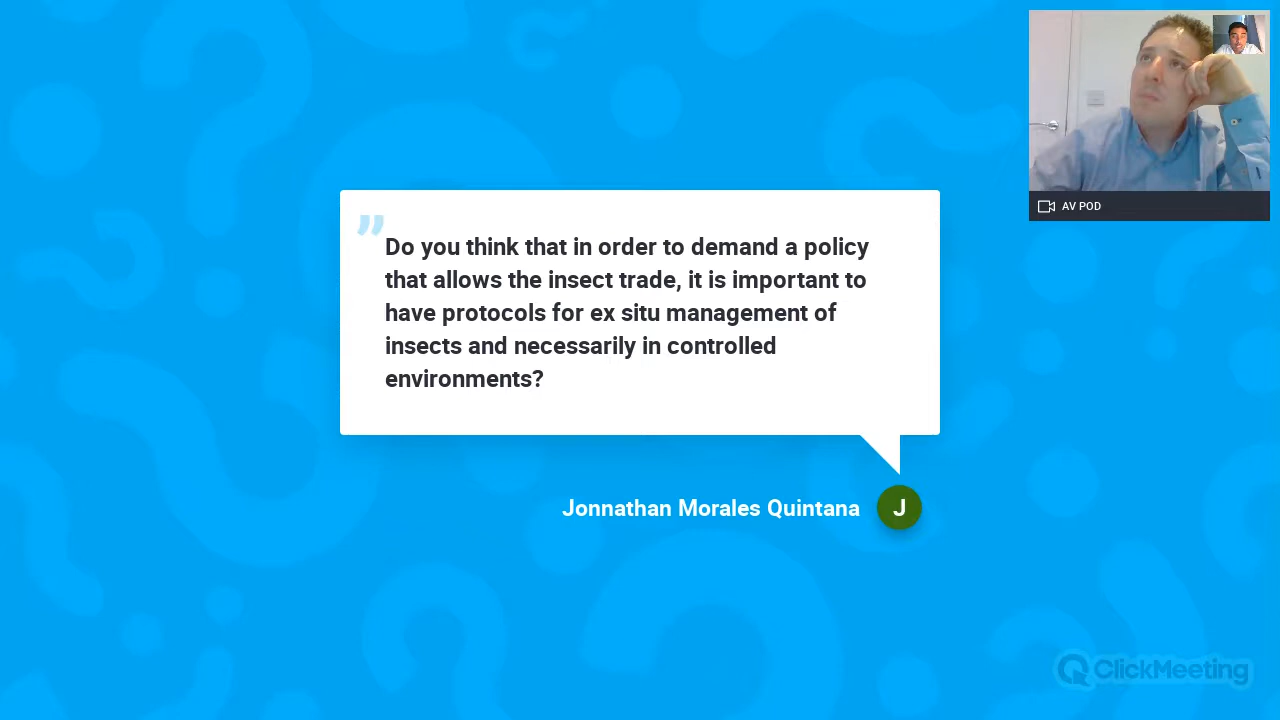 AV POD
”
Do you think that in order to demand a policy
that allows the insect trade, it is important to
have protocols for ex situ management of
insects and necessarily in controlled
environments?
Jonnathan Morales Quintana
J
ClickMeeting